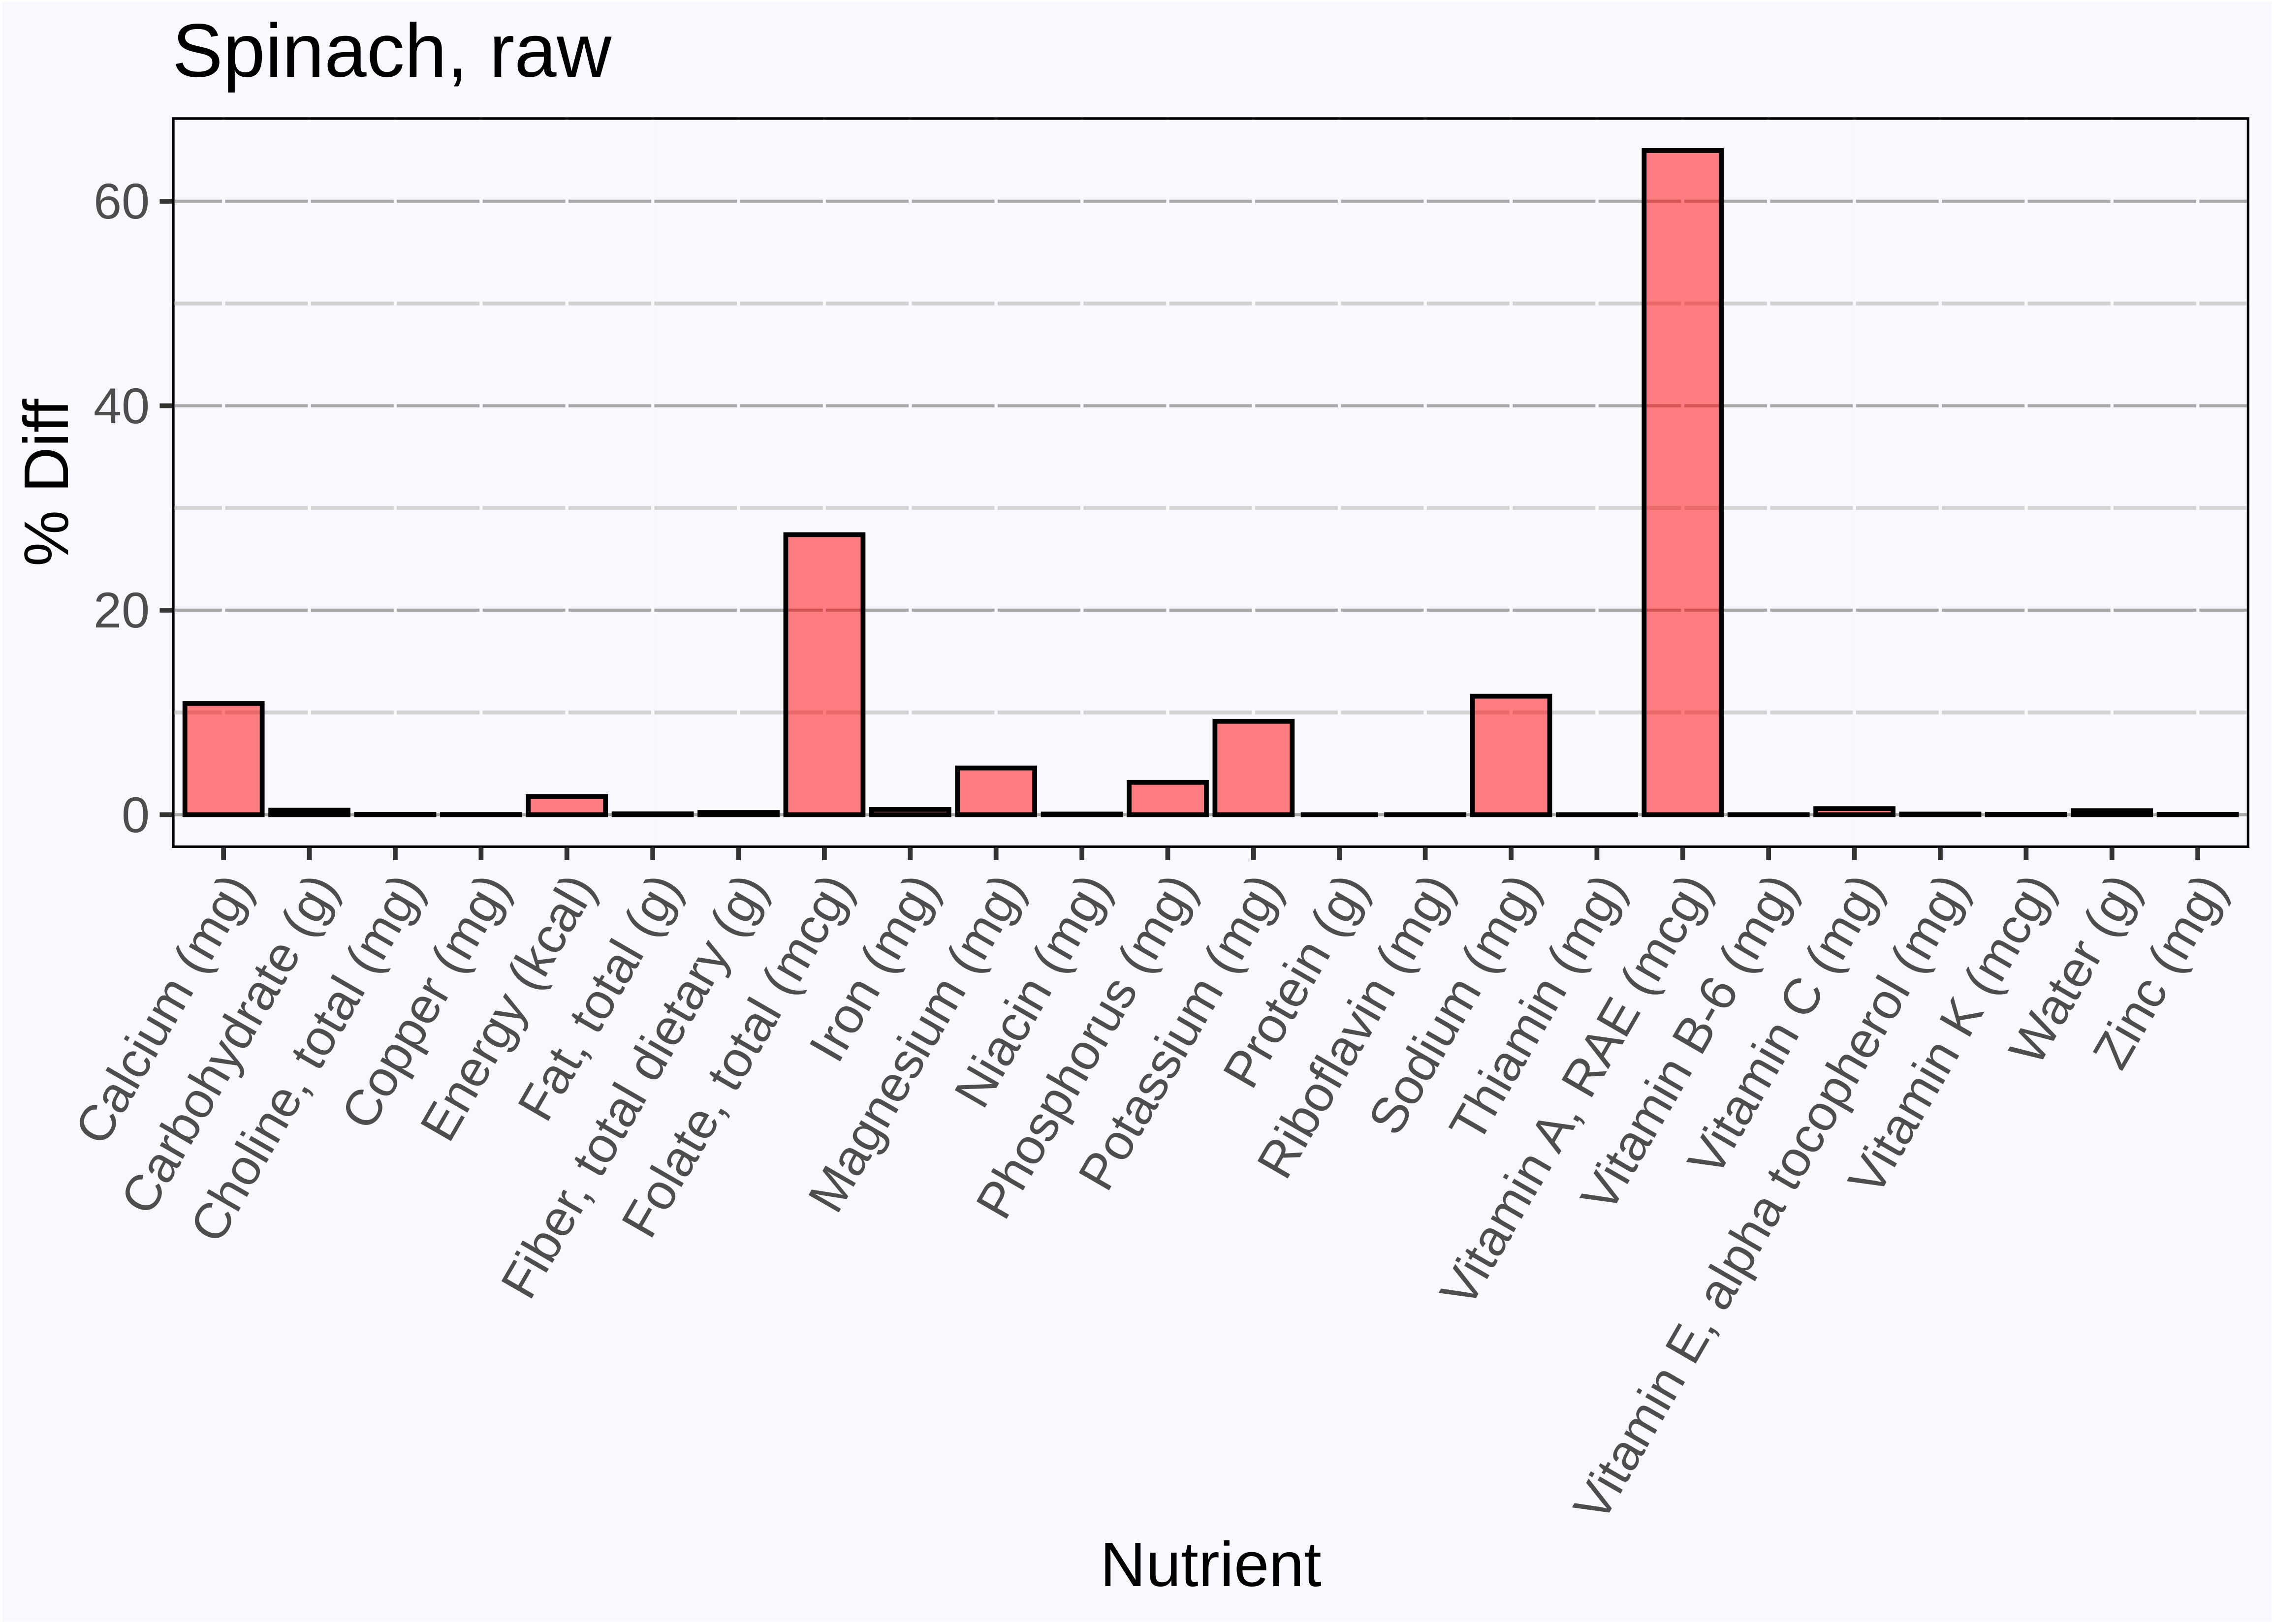 Spinach, raw
% Diff
60
40
20
0
Calcium (mg)
Carbohydrate (g)
Choline, total (mg)
Copper (mg)
Energy (kcal)
Fat, total (g)
Fiber, total dietary (g)
Folate, total (mcg)
Iron (mg)
Magnesium (mg)
Niacin (mg)
Phosphorus (mg)
Potassium (mg)
Protein (g)
Riboflavin (mg)
Sodium (mg)
Thiamin (mg)
Vitamin A, RAE (mcg)
Vitamin B-6 (mg)
Vitamin C (mg)
Vitamin E, alpha tocopherol (mg)
Vitamin K (mcg)
Water (g)
Zinc (mg)
Nutrient